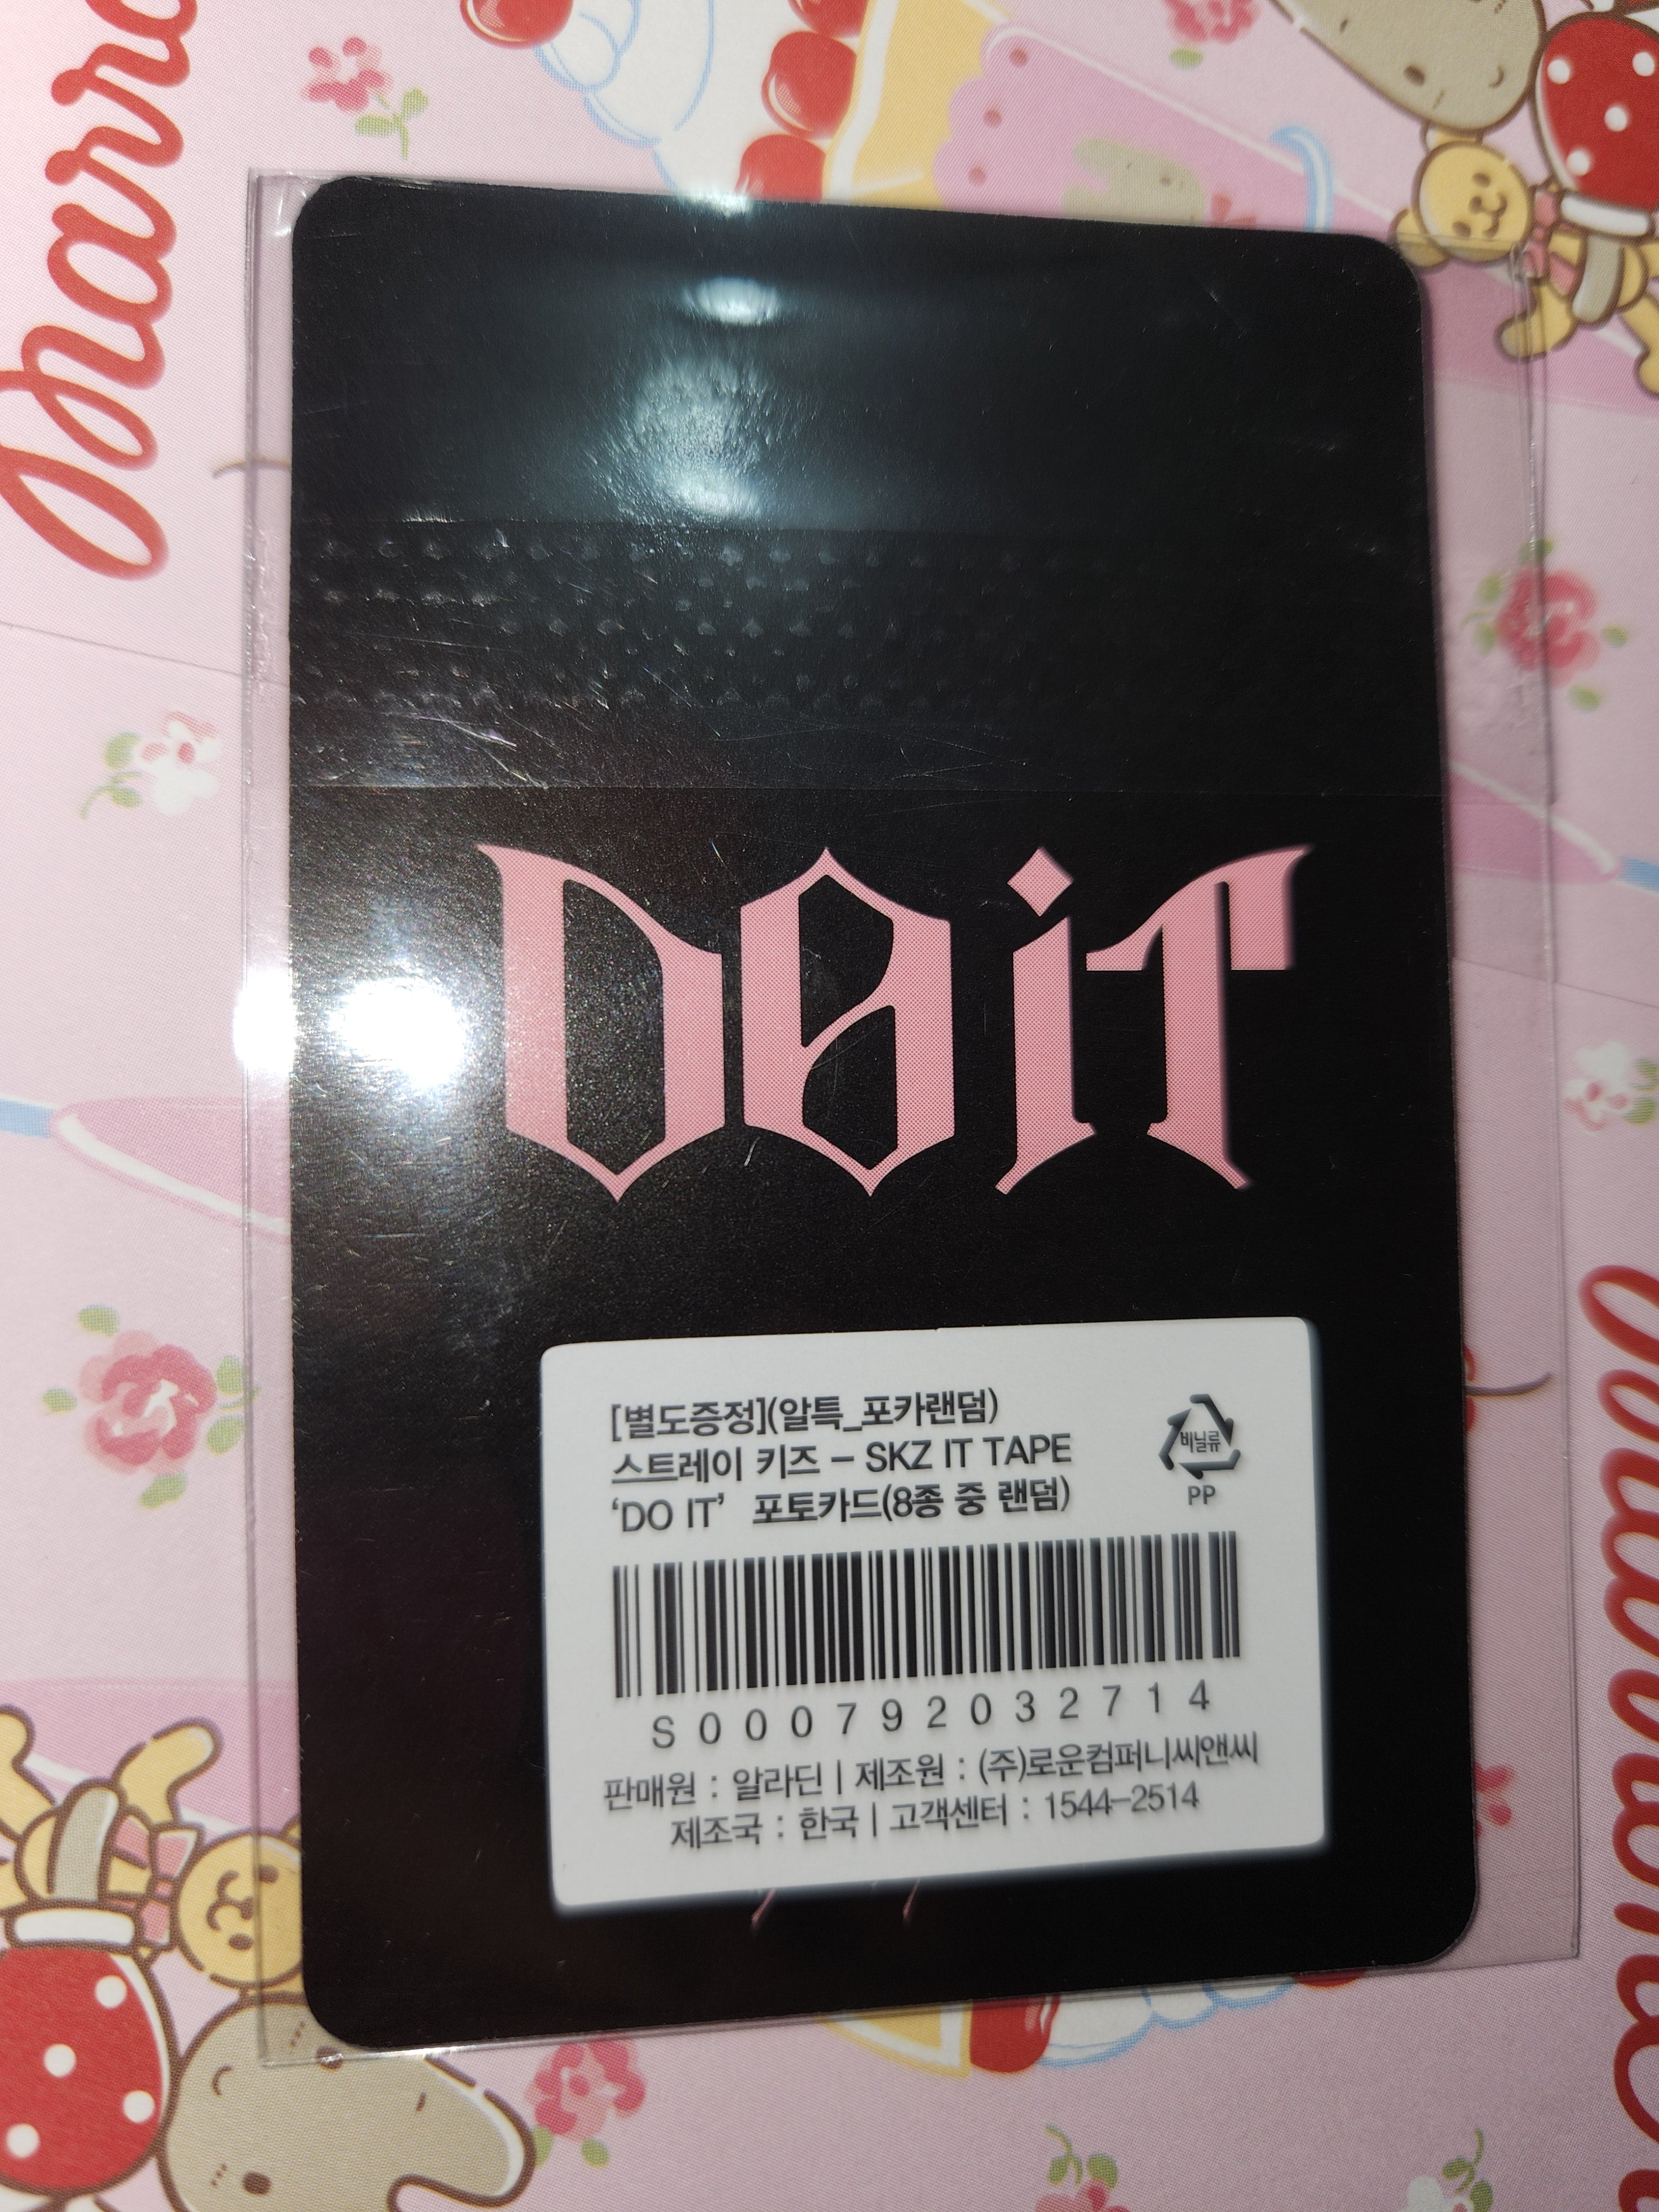 DO iT
[별도증정](알특_포카랜덤)
스트레이 키즈 – SKZ IT TAPE
‘DO IT’ 포토카드(8종 중 랜덤)
비닐류
PP
S000792032714
판매원 : 알라딘 | 제조원 : (주)로운컴퍼니씨앤씨
제조국 : 한국 | 고객센터 : 1544-2514